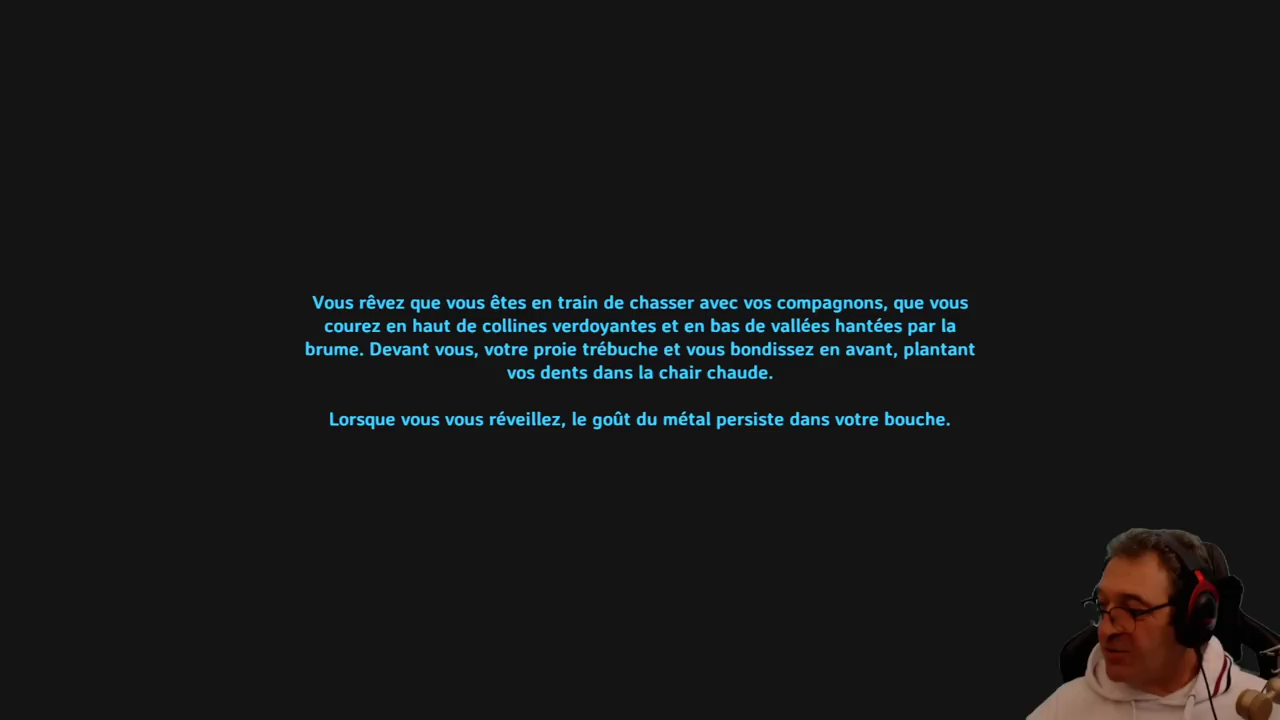 Vous rêvez que vous êtes en train de chasser avec vos compagnons, que vous
courez en haut de collines verdoyantes et en bas de vallées hantées par la
brume. Devant vous, votre proie trébuche et vous bondissez en avant, plantant
vos dents dans la chair chaude.
Lorsque vous vous réveillez, le goût du métal persiste dans votre bouche.